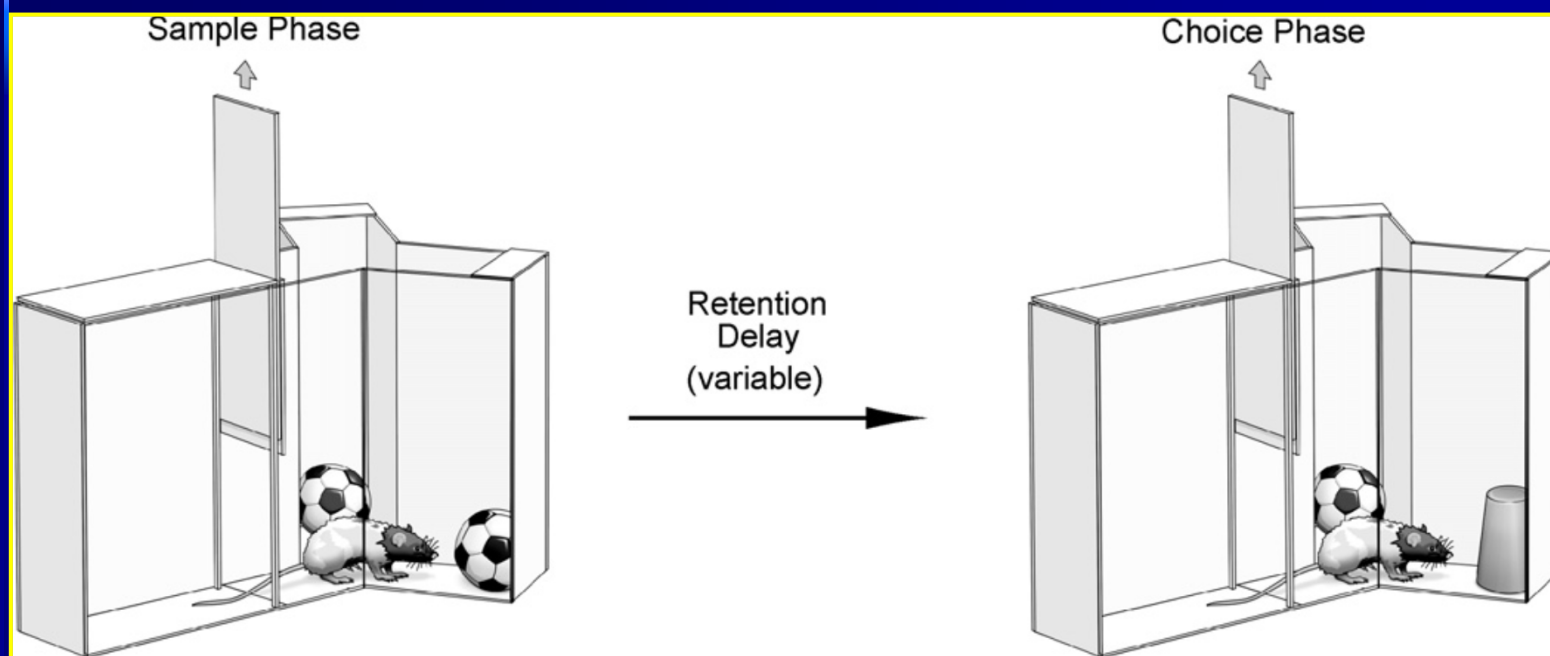 Sample Phase
Choice Phase
Retention
Delay
(variable)